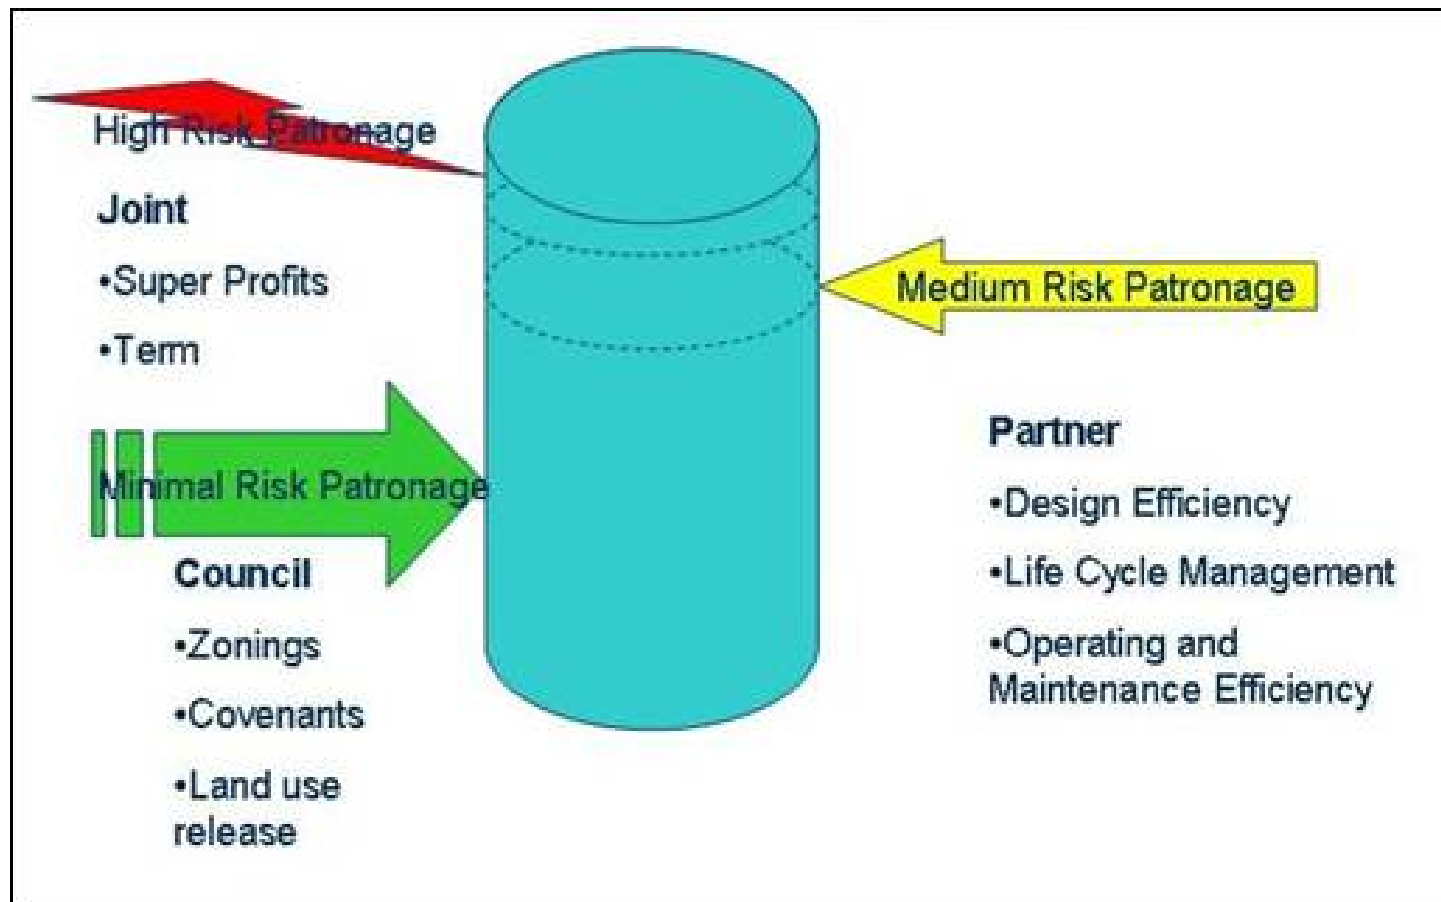 High Risk Patronage
Joint
•Super Profits
•Term
Medium Risk Patronage
Minimal Risk Patronage
Council
•Zonings
•Covenants
•Land use
release
Partner
•Design Efficiency
•Life Cycle Management
•Operating and
Maintenance Efficiency